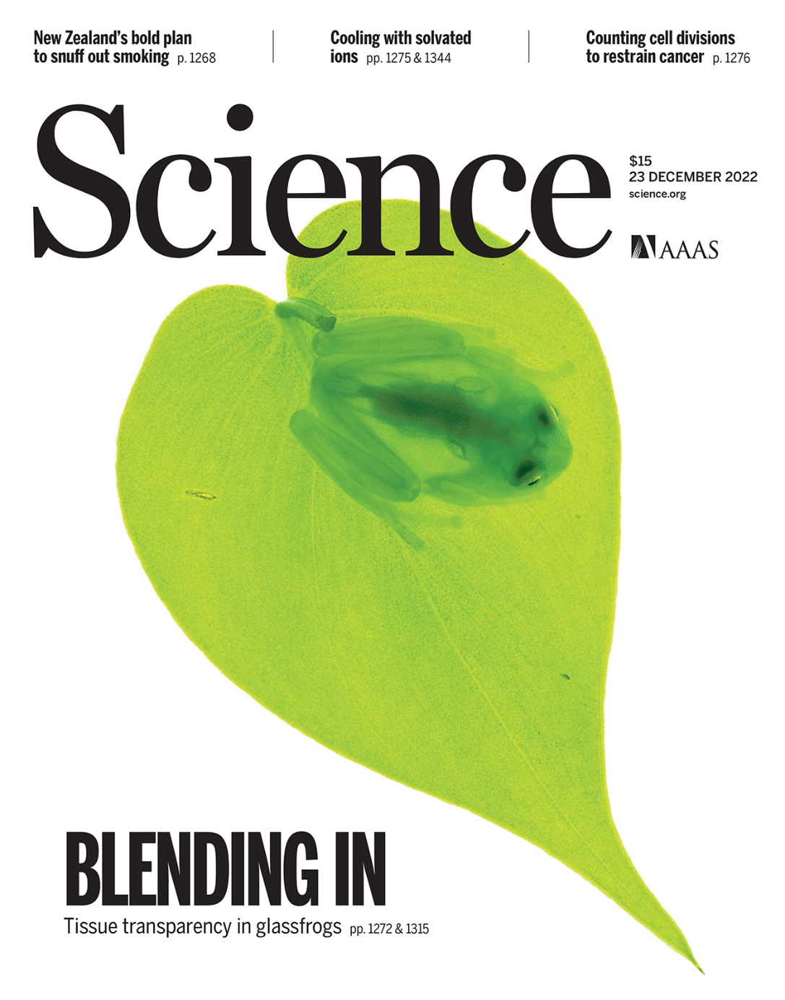 New Zealand's bold plan
to snuff out smoking p. 1268
Cooling with solvated
ions pp. 1275 & 1344
Counting cell divisions
to restrain cancer p. 1276
Science
$15
23 DECEMBER 2022
science.org
AAAS
BLENDING IN
Tissue transparency in glassfrogs pp. 1272 & 1315